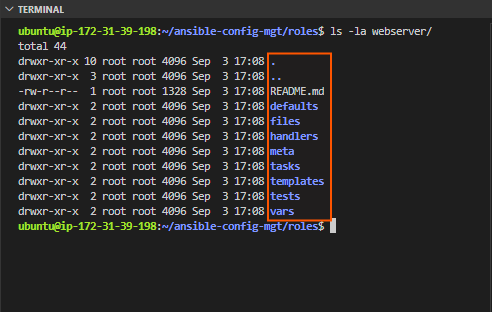 TERMINAL
ubuntu@ip-172-31-39-198:~/ansible-config-mgt/roles$ ls -la webserver/
total 44
drwxr-xr-x 10 root root 4096 Sep  3 17:08 .
drwxr-xr-x  3 root root 4096 Sep  3 17:08 ..
-rw-r--r--  1 root root 1328 Sep  3 17:08 README.md
drwxr-xr-x  2 root root 4096 Sep  3 17:08 defaults
drwxr-xr-x  2 root root 4096 Sep  3 17:08 files
drwxr-xr-x  2 root root 4096 Sep  3 17:08 handlers
drwxr-xr-x  2 root root 4096 Sep  3 17:08 meta
drwxr-xr-x  2 root root 4096 Sep  3 17:08 tasks
drwxr-xr-x  2 root root 4096 Sep  3 17:08 templates
drwxr-xr-x  2 root root 4096 Sep  3 17:08 tests
drwxr-xr-x  2 root root 4096 Sep  3 17:08 vars
ubuntu@ip-172-31-39-198:~/ansible-config-mgt/roles$